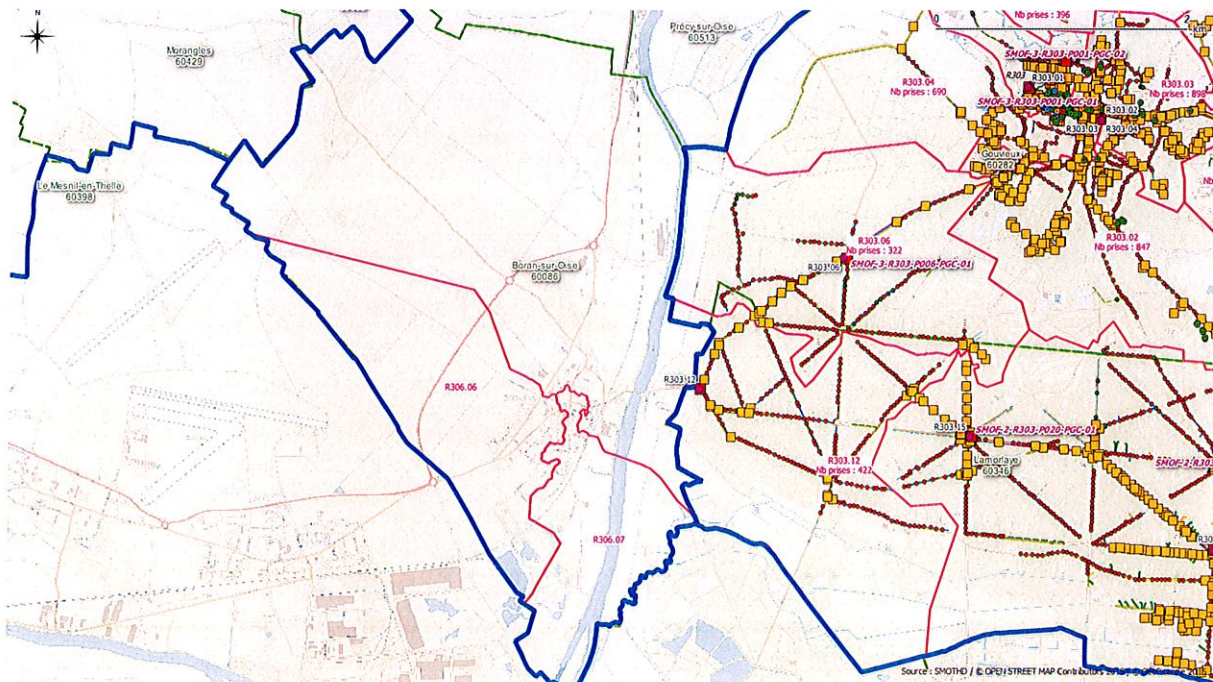 N
0
2
km
Nb prises : 396
Morangles
60429
Précy-sur-Oise
60513
SMOF-3-R303-P001-PGC-02
R303
R303.01
R303.04
Nb prises : 690
R303.03
Nb prises : 898
SMOF-3-R303-P001-PGC-01
R303.02
R303.03
R303.04
Gouvieux
60282
Le Mesnil-en-Thelle
60398
R303.06
Nb prises : 322
R303.02
Nb prises : 847
Boran-sur-Oise
60086
R303.06
SMOF-3-R303-P006-PGC-01
R306.06
R303.12
R303.15
SMOF-2-R303-P020-PGC-01
R303.12
Nb prises : 422
Lamorlaye
60346
SMOF-2-R303
R306.07
Source : SMOTHD / © OPEN STREET MAP Contributors